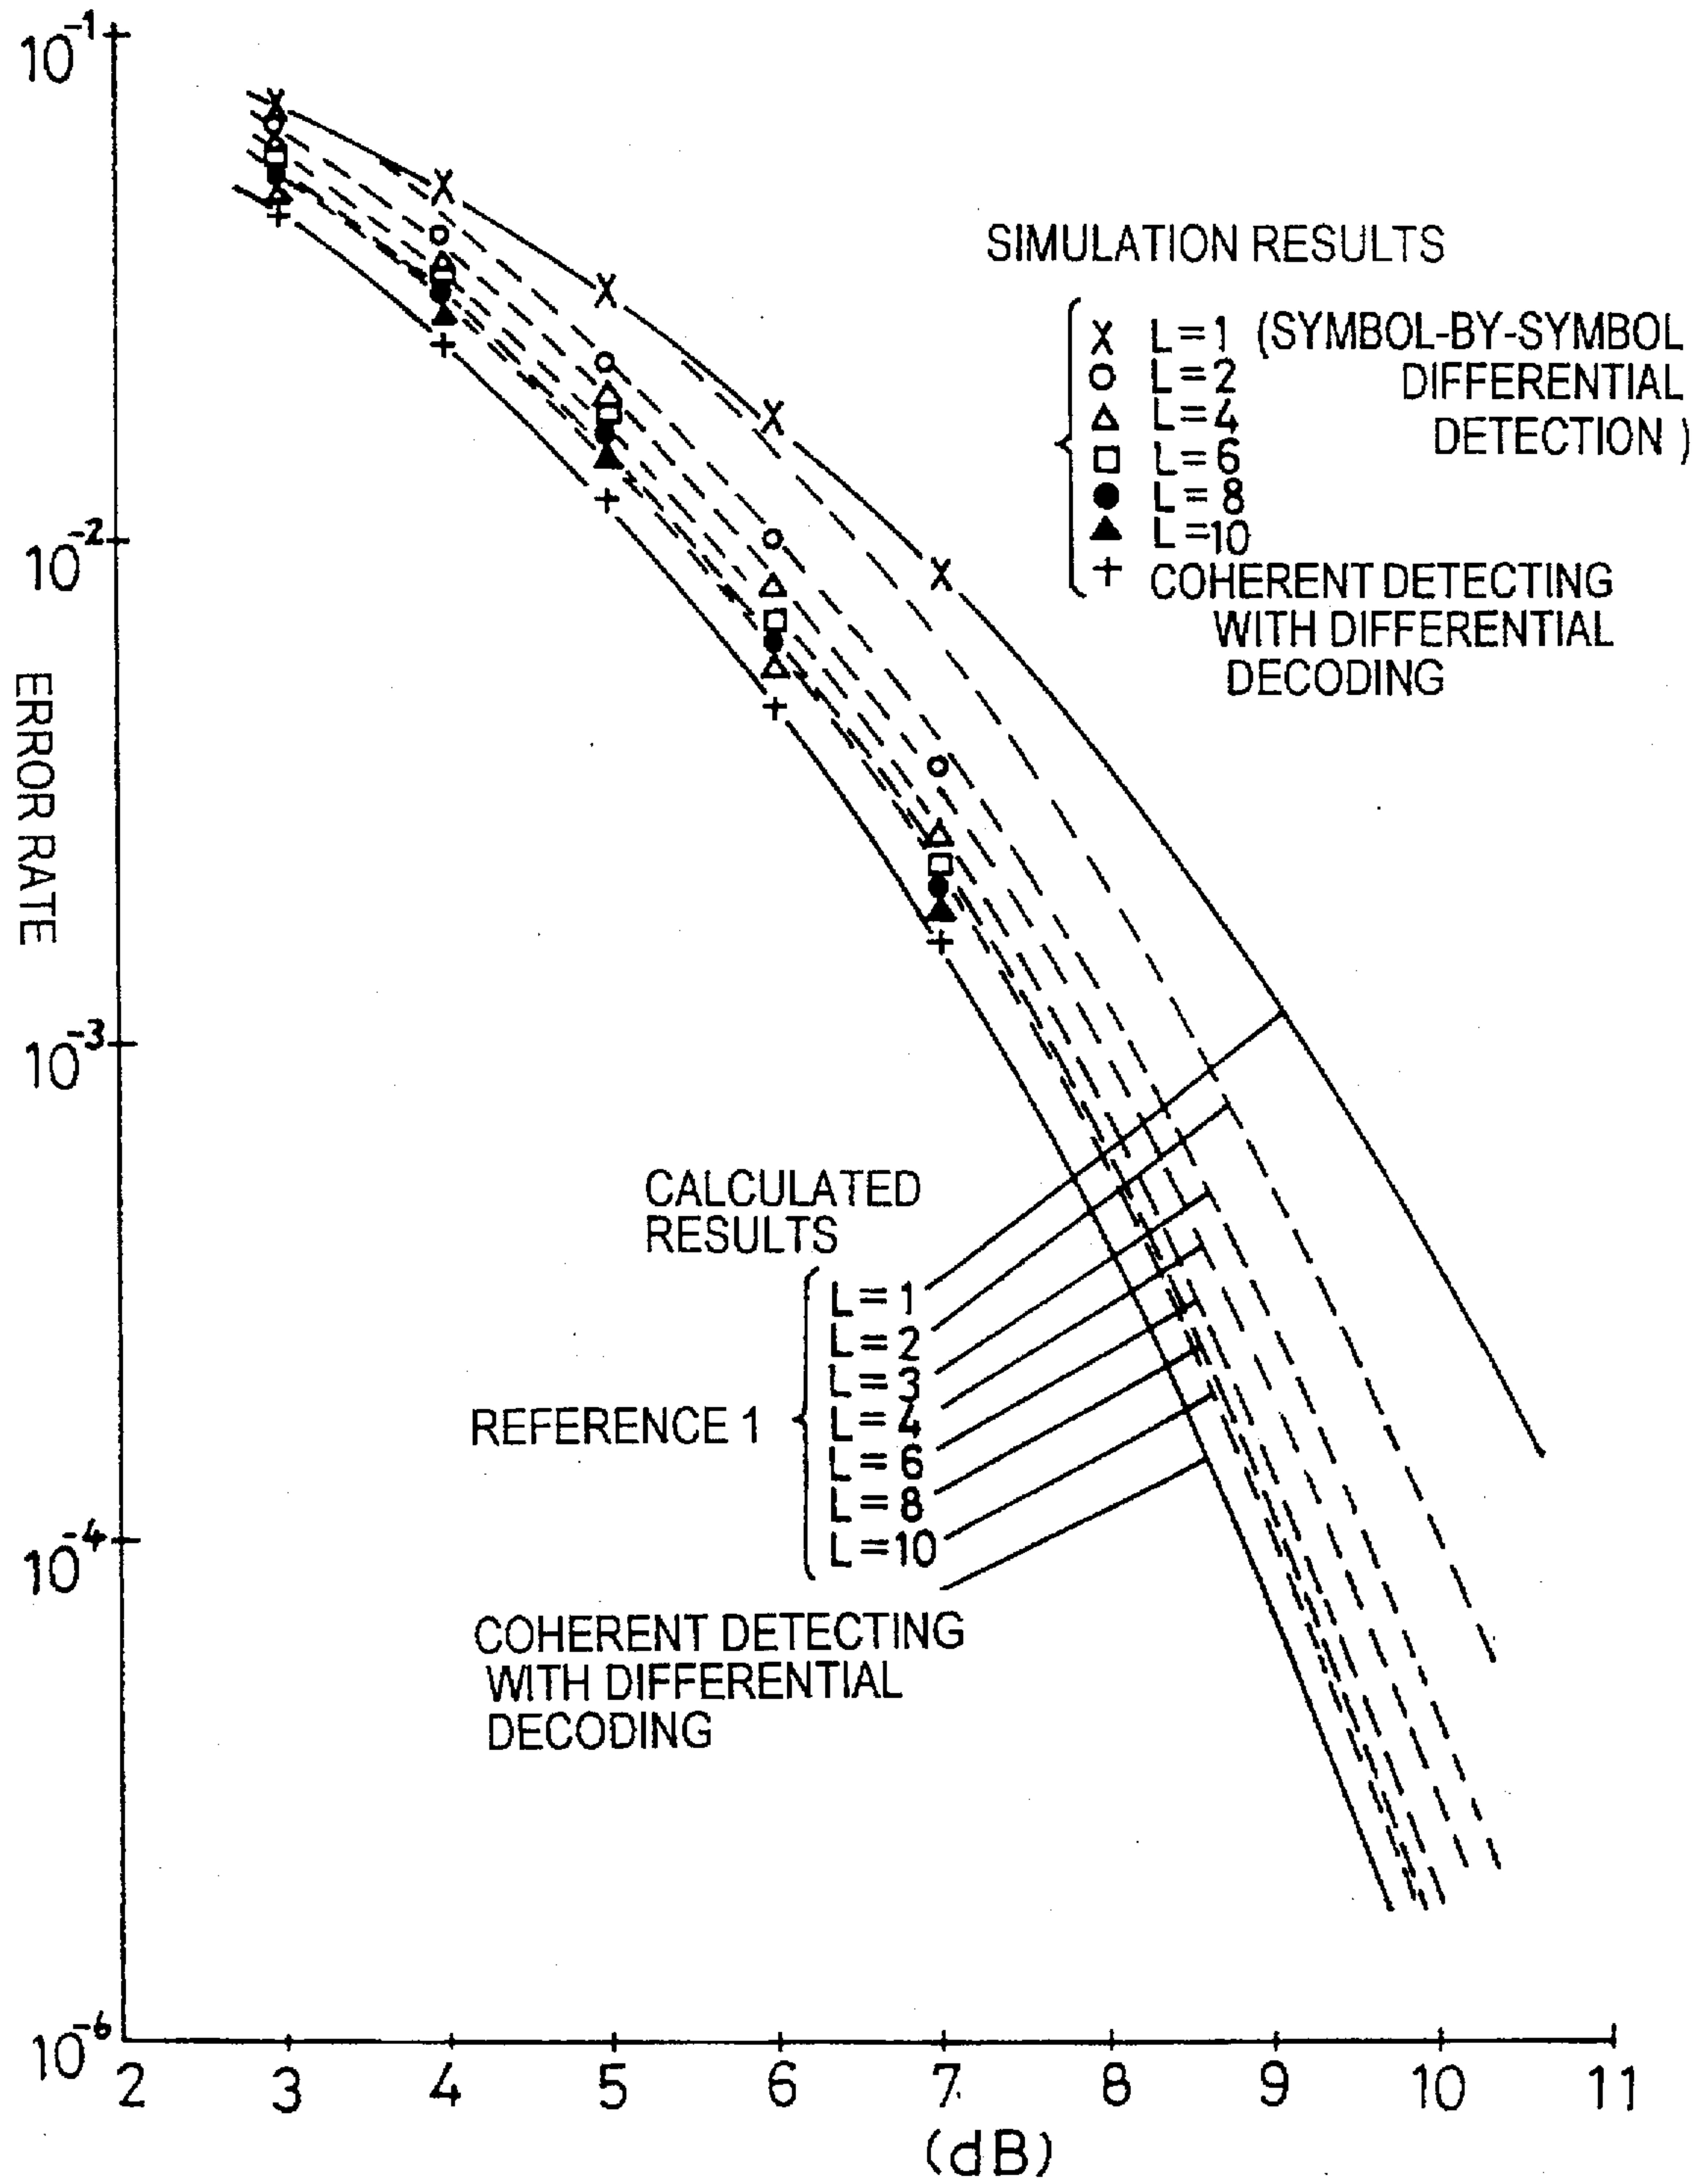 10⁻¹
SIMULATION RESULTS
X L=1 (SYMBOL-BY-SYMBOL
DIFFERENTIAL
DETECTION)
○ L=2
△ L=4
□ L=6
● L=8
▲ L=10
+ COHERENT DETECTING
WITH DIFFERENTIAL
DECODING
10⁻²
ERROR RATE
10⁻³
CALCULATED
RESULTS
REFERENCE 1
L=1
L=2
L=3
L=4
L=6
L=8
L=10
10⁻⁴
COHERENT DETECTING
WITH DIFFERENTIAL
DECODING
10⁻⁶
2 3 4 5 6 7 8 9 10 11
(dB)